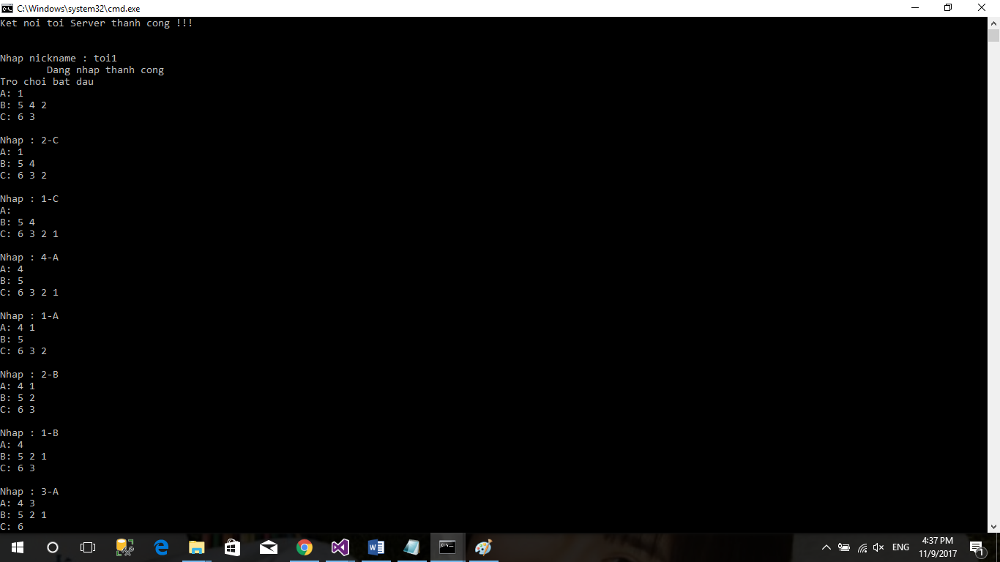 C:\Windows\system32\cmd.exe
Ket noi toi Server thanh cong !!!
Nhap nickname : toi1
Dang nhap thanh cong
Tro choi bat dau
A: 1
B: 5 4 2
C: 6 3
Nhap : 2-C
A: 1
B: 5 4
C: 6 3 2
Nhap : 1-C
A:
B: 5 4
C: 6 3 2 1
Nhap : 4-A
A: 4
B: 5
C: 6 3 2 1
Nhap : 1-A
A: 4 1
B: 5
C: 6 3 2
Nhap : 2-B
A: 4 1
B: 5 2
C: 6 3
Nhap : 1-B
A: 4
B: 5 2 1
C: 6 3
Nhap : 3-A
A: 4 3
B: 5 2 1
C: 6
ENG
4:37 PM
11/9/2017
1